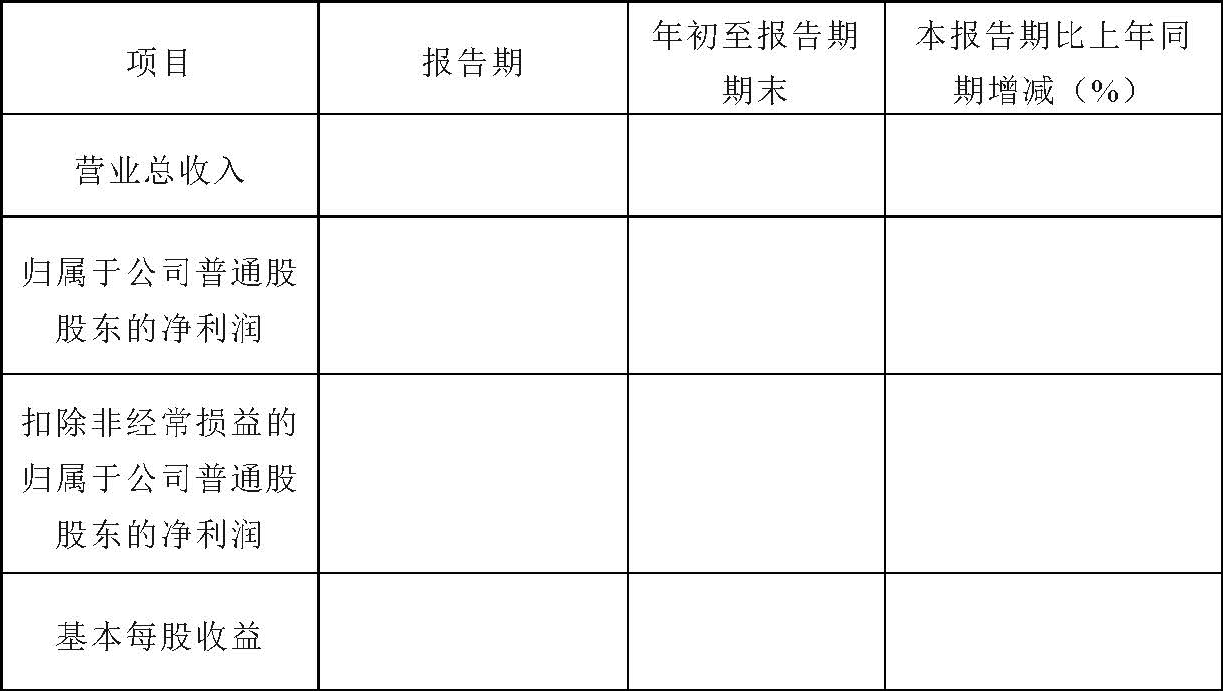 项目
报告期
年初至报告期
期末
本报告期比上年同
期增减（%）
营业总收入
归属于公司普通股
股东的净利润
扣除非经常损益的
归属于公司普通股
股东的净利润
基本每股收益